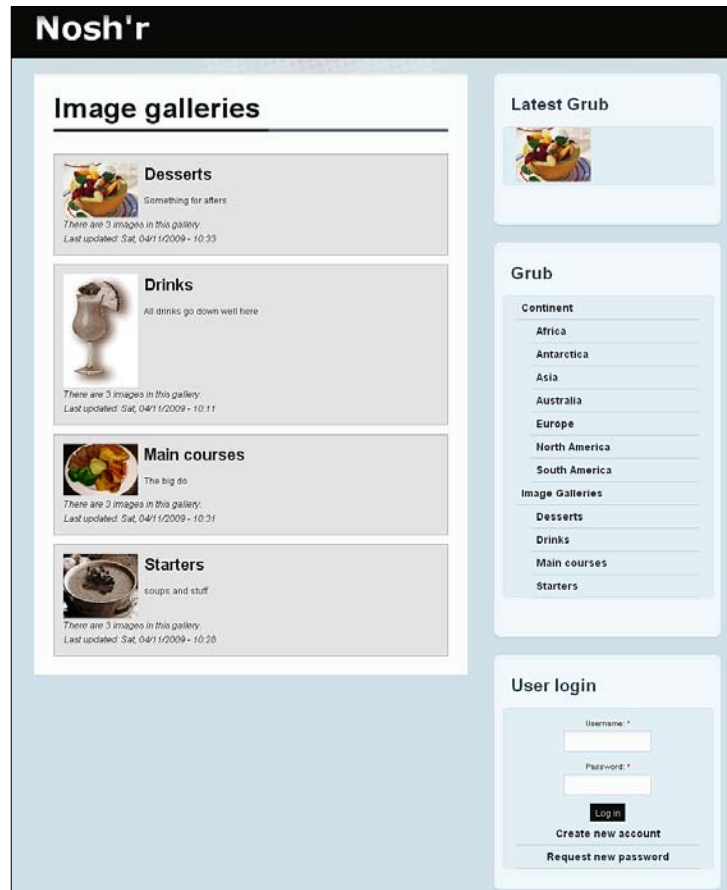 Nosh'r
Image galleries
Desserts
Something for afters
There are 3 images in this gallery.
Last updated: Sat, 04/11/2009 - 10:33
Drinks
All drinks go down well here
There are 3 images in this gallery.
Last updated: Sat, 04/11/2009 - 10:11
Main courses
The big do
There are 3 images in this gallery.
Last updated: Sat, 04/11/2009 - 10:31
Starters
soups and stuff
There are 3 images in this gallery.
Last updated: Sat, 04/11/2009 - 10:28
Latest Grub
Grub
Continent
Africa
Antarctica
Asia
Australia
Europe
North America
South America
Image Galleries
Desserts
Drinks
Main courses
Starters
User login
Username: *
Password: *
Log in
Create new account
Request new password